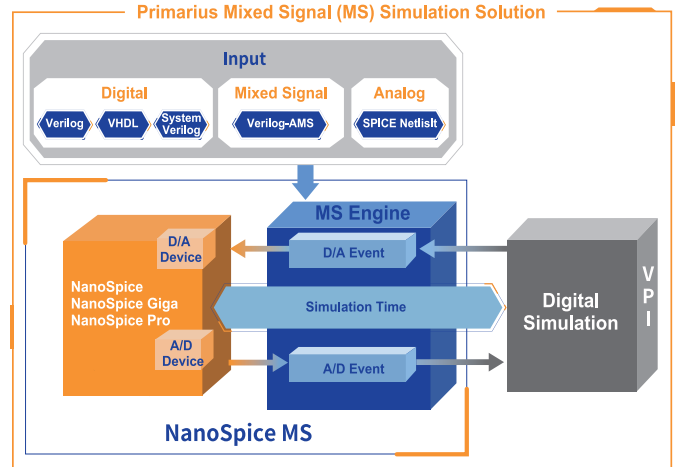 Primarius Mixed Signal (MS) Simulation Solution
Input
Digital
Mixed Signal
Analog
Verilog
VHDL
System
Verilog
Verilog-AMS
SPICE Netlislt
MS Engine
D/A
Device
D/A Event
NanoSpice
NanoSpice Giga
NanoSpice Pro
Simulation Time
Digital
Simulation
VPI
A/D
Device
A/D Event
NanoSpice MS